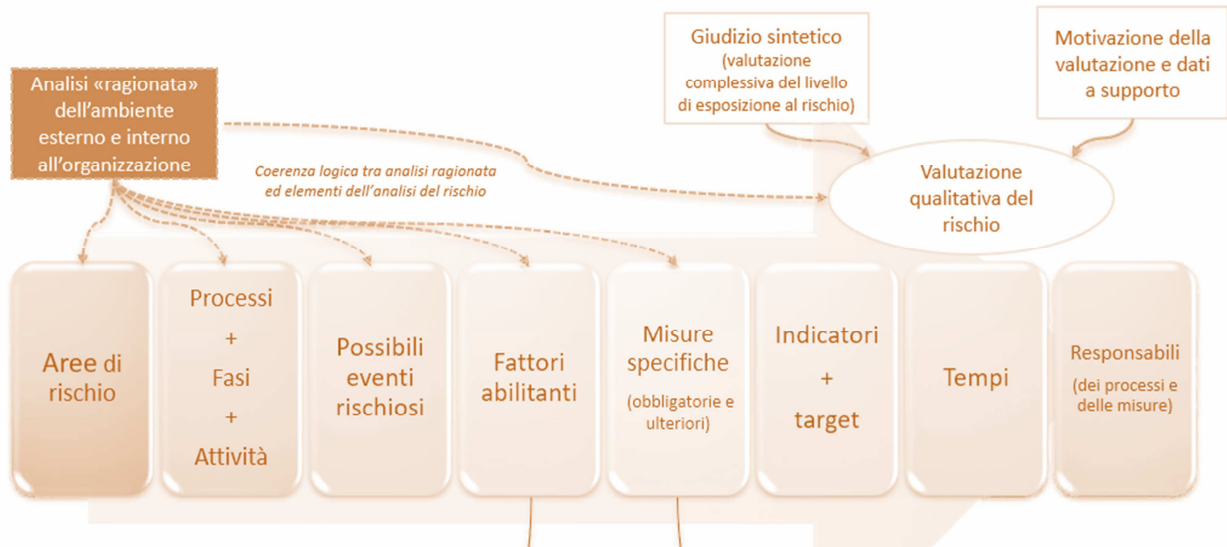 Giudizio sintetico
(valutazione
complessiva del livello
di esposizione al rischio)
Motivazione della
valutazione e dati
a supporto
Analisi «ragionata»
dell'ambiente
esterno e interno
all'organizzazione
Coerenza logica tra analisi ragionata
ed elementi dell'analisi del rischio
Valutazione
qualitativa del
rischio
Aree di
rischio
Processi
+
Fasi
+
Attività
Possibili
eventi
rischiosi
Fattori
abilitanti
Misure
specifiche
(obbligatorie e
ulteriori)
Indicatori
+
target
Tempi
Responsabili
(dei processi e
delle misure)